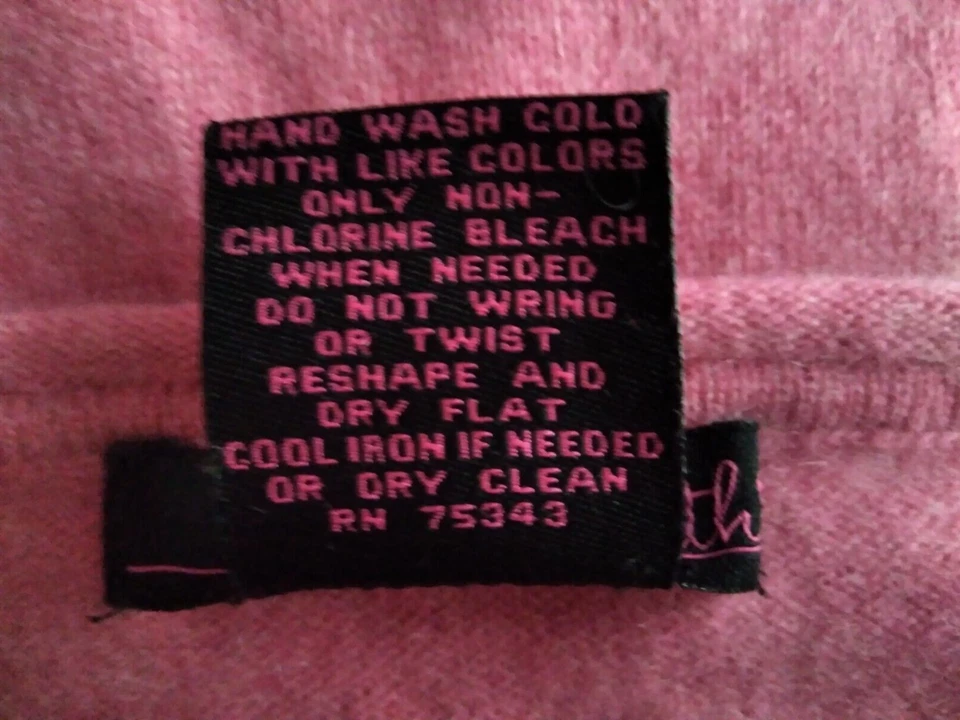 HAND WASH COLD
WITH LIKE COLORS
ONLY NON-
CHLORINE BLEACH
WHEN NEEDED
DO NOT WRING
OR TWIST
RESHAPE AND
DRY FLAT
COOL IRON IF NEEDED
OR DRY CLEAN
RN 75343
th